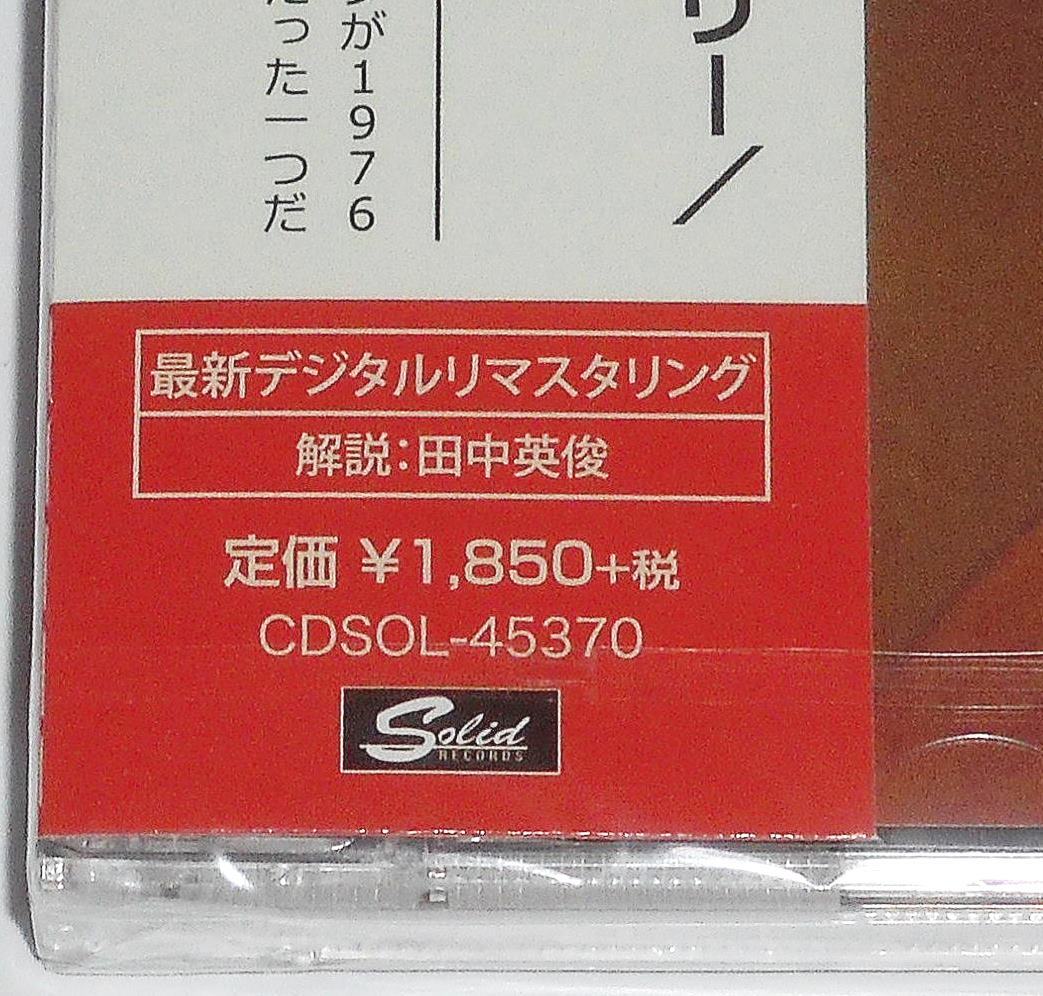 リー／
が1976
った一つだ
最新デジタルリマスタリング
解説：田中英俊
定価 ¥1,850+税
CDSOL-45370
Solid
RECORDS